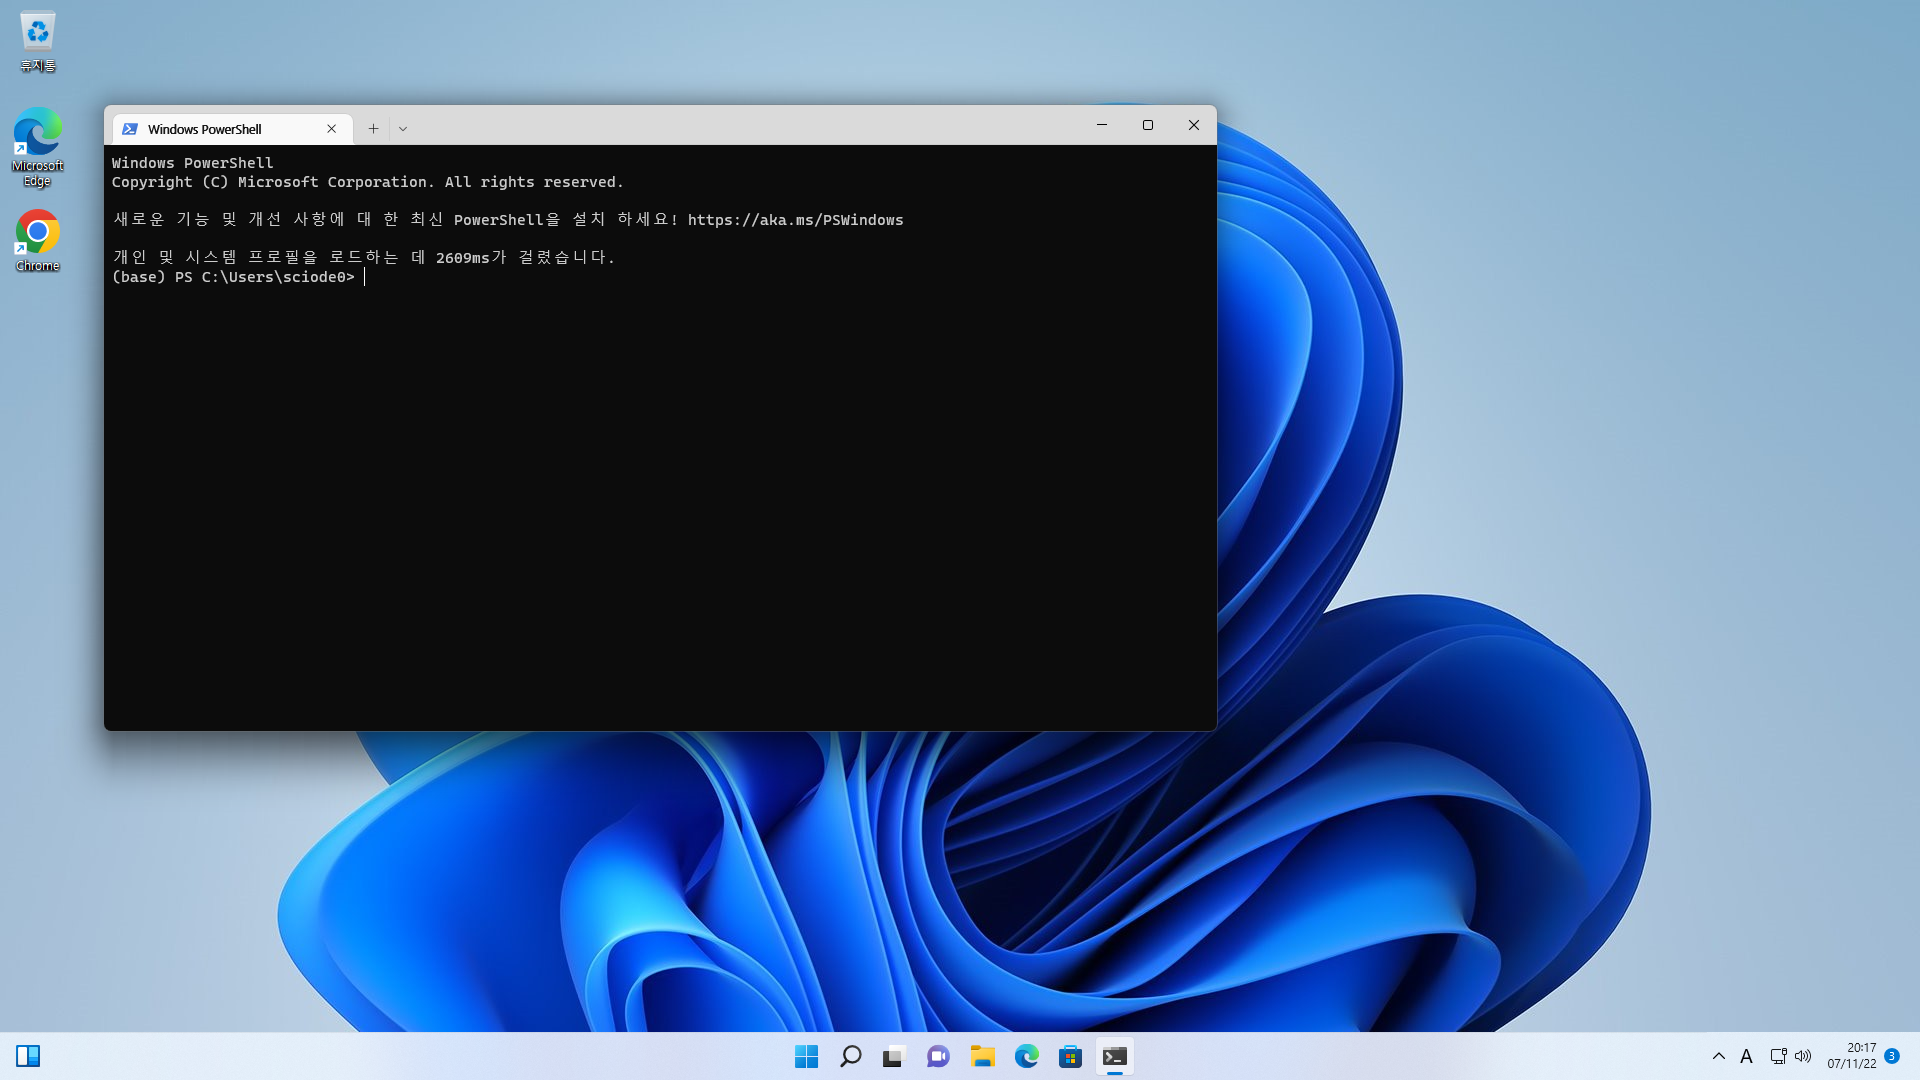 휴지통
Microsoft Edge
Chrome
Windows PowerShell
Windows PowerShell
Copyright (C) Microsoft Corporation. All rights reserved.
새로운 기능 및 개선 사항에 대 한 최신 PowerShell을 설치 하세요! https://aka.ms/PSWindows
개인 및 시스템 프로필을 로드하는 데 2609ms가 걸렸습니다.
(base) PS C:\Users\sciode0>
A
20:17
07/11/22
3